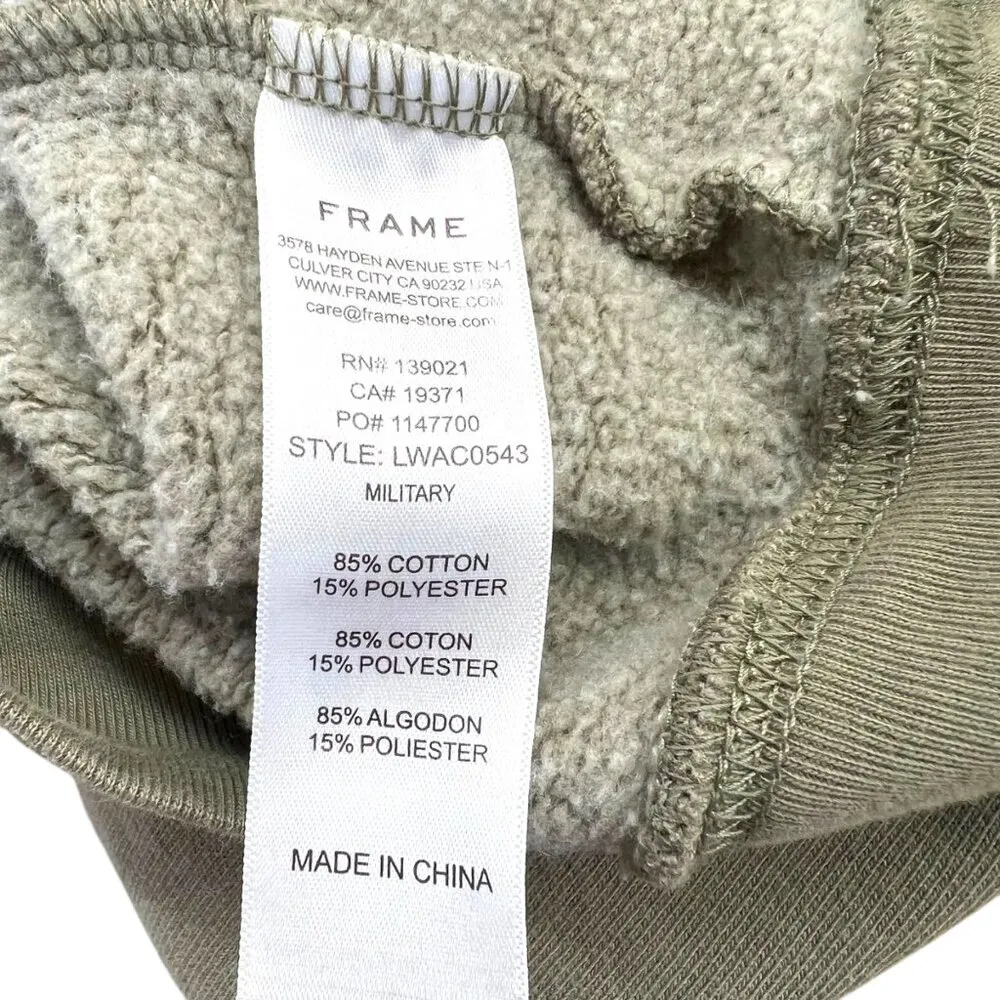 FRAME
3578 HAYDEN AVENUE STE N-1
CULVER CITY CA 90232 USA
WWW.FRAME-STORE.COM
care@frame-store.com
RN# 139021
CA# 19371
PO# 1147700
STYLE: LWAC0543
MILITARY
85% COTTON
15% POLYESTER
85% COTON
15% POLYESTER
85% ALGODON
15% POLIESTER
MADE IN CHINA